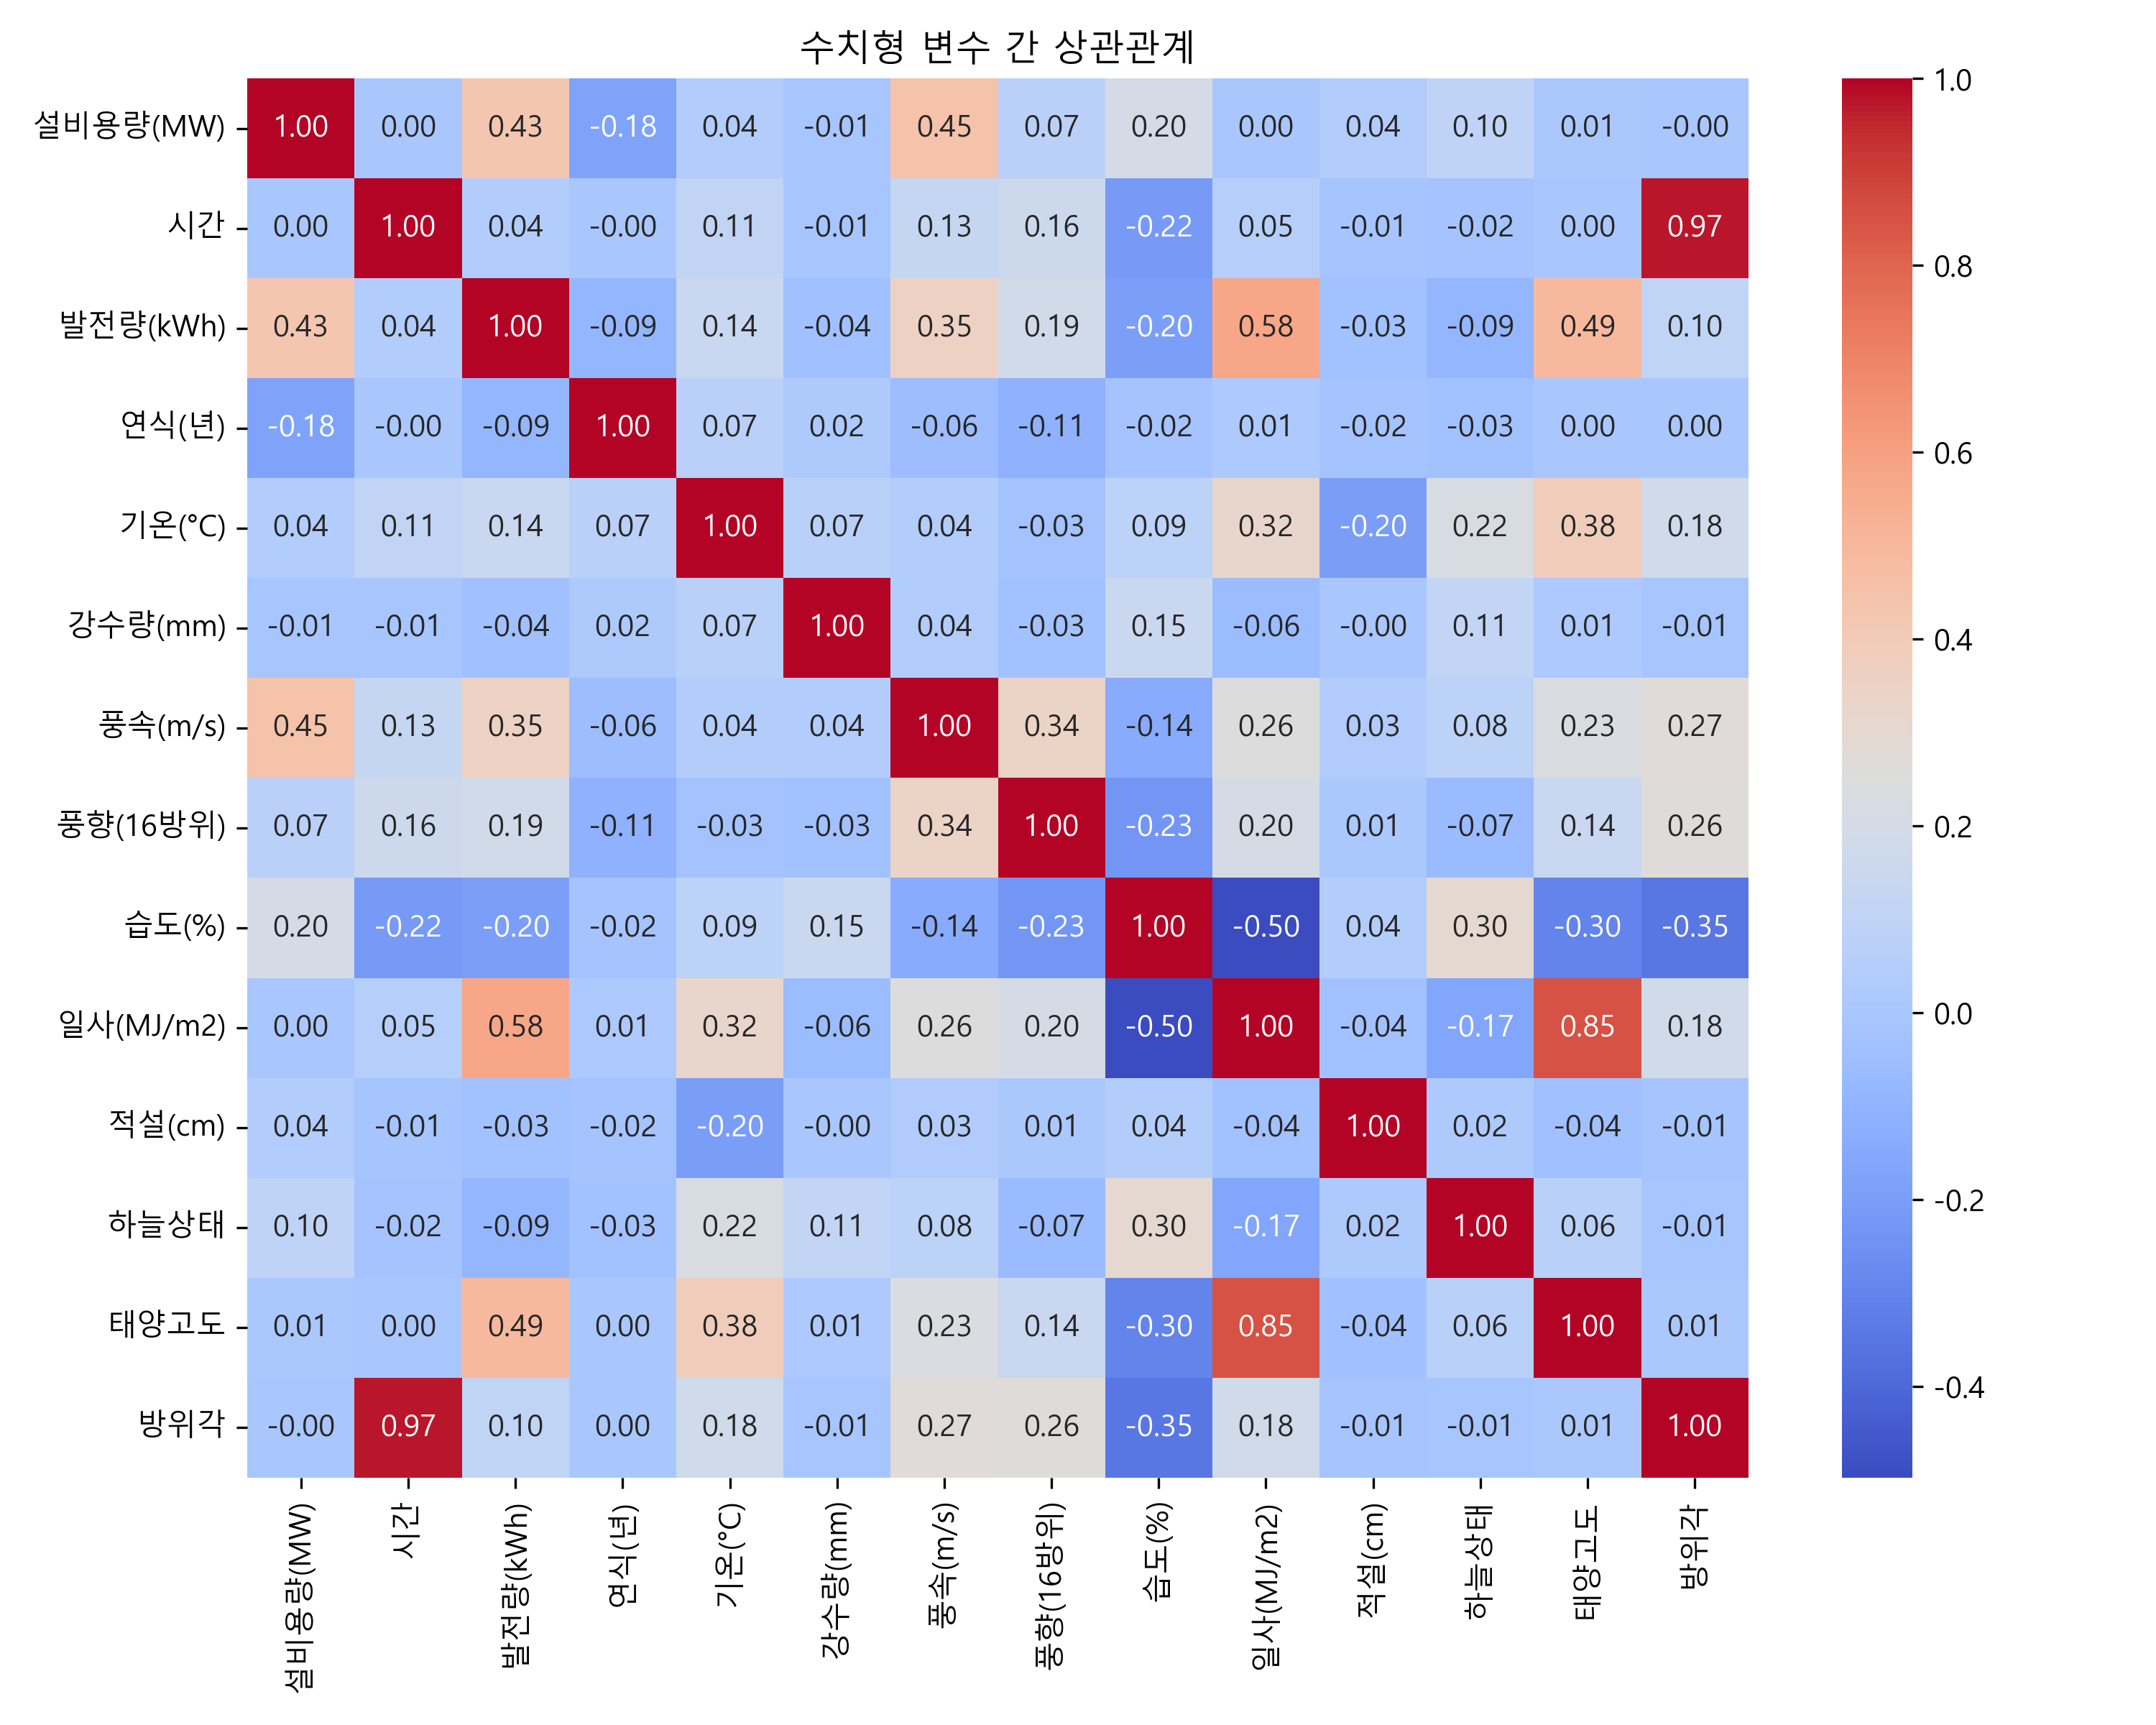 수치형 변수 간 상관관계
설비용량(MW) 1.00 0.00 0.43 -0.18 0.04 -0.01 0.45 0.07 0.20 0.00 0.04 0.10 0.01 -0.00
시간 0.00 1.00 0.04 -0.00 0.11 -0.01 0.13 0.16 -0.22 0.05 -0.01 -0.02 0.00 0.97
발전량(kWh) 0.43 0.04 1.00 -0.09 0.14 -0.04 0.35 0.19 -0.20 0.58 -0.03 -0.09 0.49 0.10
연식(년) -0.18 -0.00 -0.09 1.00 0.07 0.02 -0.06 -0.11 -0.02 0.01 -0.02 -0.03 0.00 0.00
기온(°C) 0.04 0.11 0.14 0.07 1.00 0.07 0.04 -0.03 0.09 0.32 -0.20 0.22 0.38 0.18
강수량(mm) -0.01 -0.01 -0.04 0.02 0.07 1.00 0.04 -0.03 0.15 -0.06 -0.00 0.11 0.01 -0.01
풍속(m/s) 0.45 0.13 0.35 -0.06 0.04 0.04 1.00 0.34 -0.14 0.26 0.03 0.08 0.23 0.27
풍향(16방위) 0.07 0.16 0.19 -0.11 -0.03 -0.03 0.34 1.00 -0.23 0.20 0.01 -0.07 0.14 0.26
습도(%) 0.20 -0.22 -0.20 -0.02 0.09 0.15 -0.14 -0.23 1.00 -0.50 0.04 0.30 -0.30 -0.35
일사(MJ/m2) 0.00 0.05 0.58 0.01 0.32 -0.06 0.26 0.20 -0.50 1.00 -0.04 -0.17 0.85 0.18
적설(cm) 0.04 -0.01 -0.03 -0.02 -0.20 -0.00 0.03 0.01 0.04 -0.04 1.00 0.02 -0.04 -0.01
하늘상태 0.10 -0.02 -0.09 -0.03 0.22 0.11 0.08 -0.07 0.30 -0.17 0.02 1.00 0.06 -0.01
태양고도 0.01 0.00 0.49 0.00 0.38 0.01 0.23 0.14 -0.30 0.85 -0.04 0.06 1.00 0.01
방위각 -0.00 0.97 0.10 0.00 0.18 -0.01 0.27 0.26 -0.35 0.18 -0.01 -0.01 0.01 1.00
설비용량(MW) 시간 발전량(kWh) 연식(년) 기온(°C) 강수량(mm) 풍속(m/s) 풍향(16방위) 습도(%) 일사(MJ/m2) 적설(cm) 하늘상태 태양고도 방위각
1.0
0.8
0.6
0.4
0.2
0.0
-0.2
-0.4